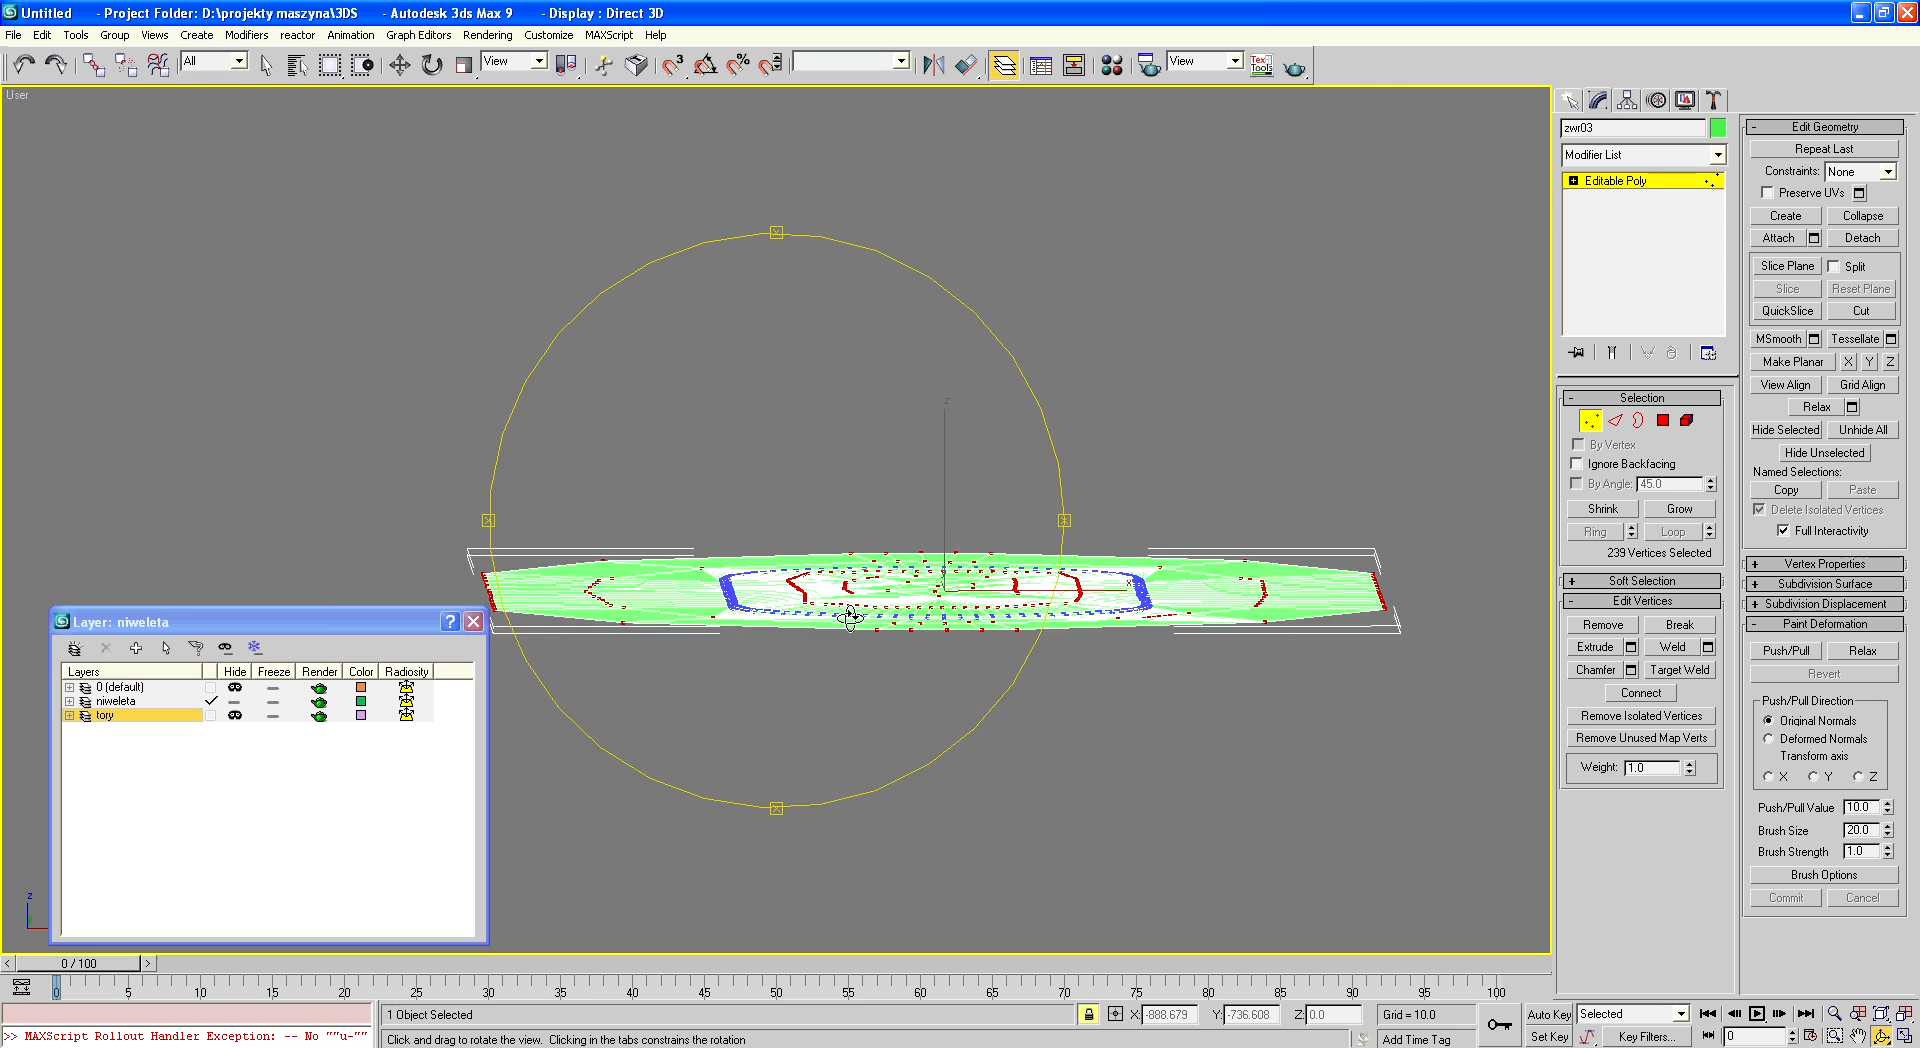 Untitled - Project Folder: D:\projekty maszyna\3DS - Autodesk 3ds Max 9 - Display : Direct 3D
File Edit Tools Group Views Create Modifiers reactor Animation Graph Editors Rendering Customize MAXScript Help
All View View Tex Tools
User
zwr03
Modifier List
Editable Poly
Selection
By Vertex
Ignore Backfacing
By Angle: 45.0
Shrink Grow
Ring Loop
239 Vertices Selected
Soft Selection
Edit Vertices
Remove Break
Extrude Weld
Chamfer Target Weld
Connect
Remove Isolated Vertices
Remove Unused Map Verts
Weight: 1.0
Edit Geometry
Repeat Last
Constraints: None
Preserve UVs
Create Collapse
Attach Detach
Slice Plane Split
Slice Reset Plane
QuickSlice Cut
MSmooth Tessellate
Make Planar X Y Z
View Align Grid Align
Relax
Hide Selected Unhide All
Hide Unselected
Named Selections:
Copy Paste
Delete Isolated Vertices
Full Interactivity
Vertex Properties
Subdivision Surface
Subdivision Displacement
Paint Deformation
Push/Pull Relax
Revert
Push/Pull Direction
Original Normals
Deformed Normals
Transform axis
X Y Z
Push/Pull Value 10.0
Brush Size 20.0
Brush Strength 1.0
Brush Options
Commit Cancel
z
x
Layer: niweleta
Layers Hide Freeze Render Color Radiosity
0 (default)
niweleta
tory
z
0 / 100
0 5 10 15 20 25 30 35 40 45 50 55 60 65 70 75 80 85 90 95 100
1 Object Selected X: -888.679 Y: -736.608 Z: 0.0 Grid = 10.0 Auto Key Selected
>> MAXScript Rollout Handler Exception: -- No ""u-""
Click and drag to rotate the view. Clicking in the tabs constrains the rotation Add Time Tag Set Key Key Filters... 0